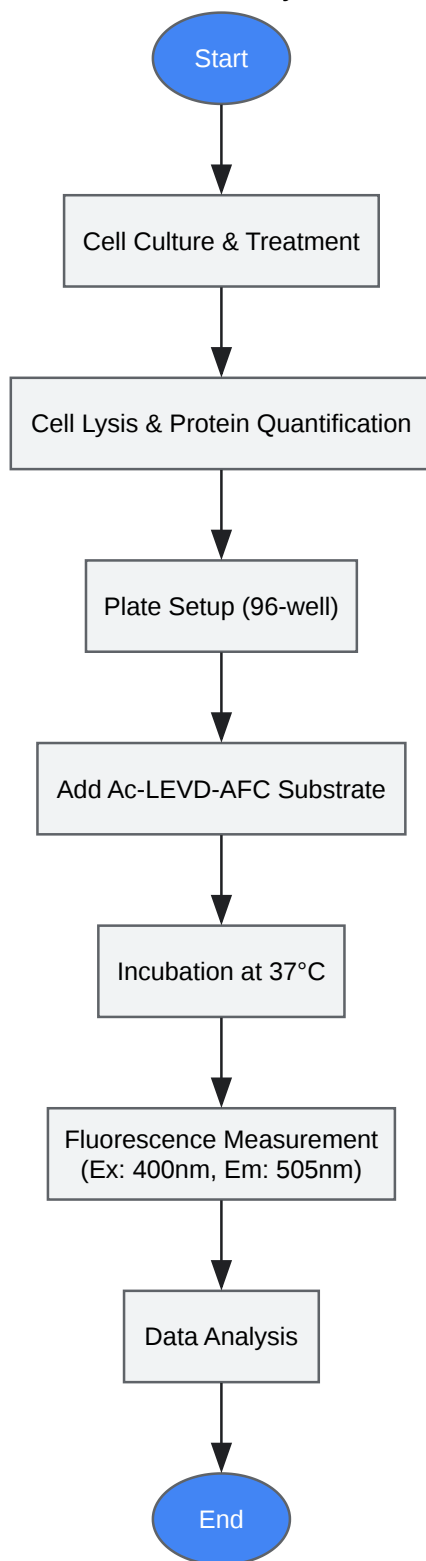 Start
Cell Culture & Treatment
Cell Lysis & Protein Quantification
Plate Setup (96-well)
Add Ac-LEVD-AFC Substrate
Incubation at 37°C
Fluorescence Measurement
(Ex: 400nm, Em: 505nm)
Data Analysis
End